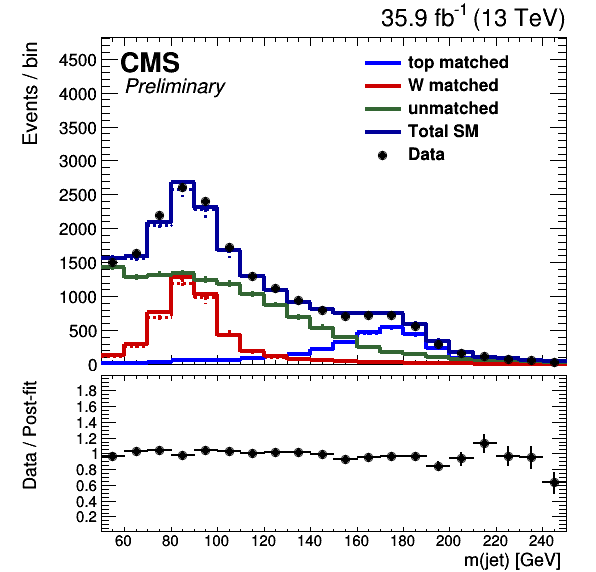 35.9 fb⁻¹ (13 TeV)
CMS
Preliminary
top matched
W matched
unmatched
Total SM
Data
Events / bin
4500
4000
3500
3000
2500
2000
1500
1000
500
0
Data / Post-fit
1.8
1.6
1.4
1.2
1
0.8
0.6
0.4
0.2
60 80 100 120 140 160 180 200 220 240
m(jet) [GeV]